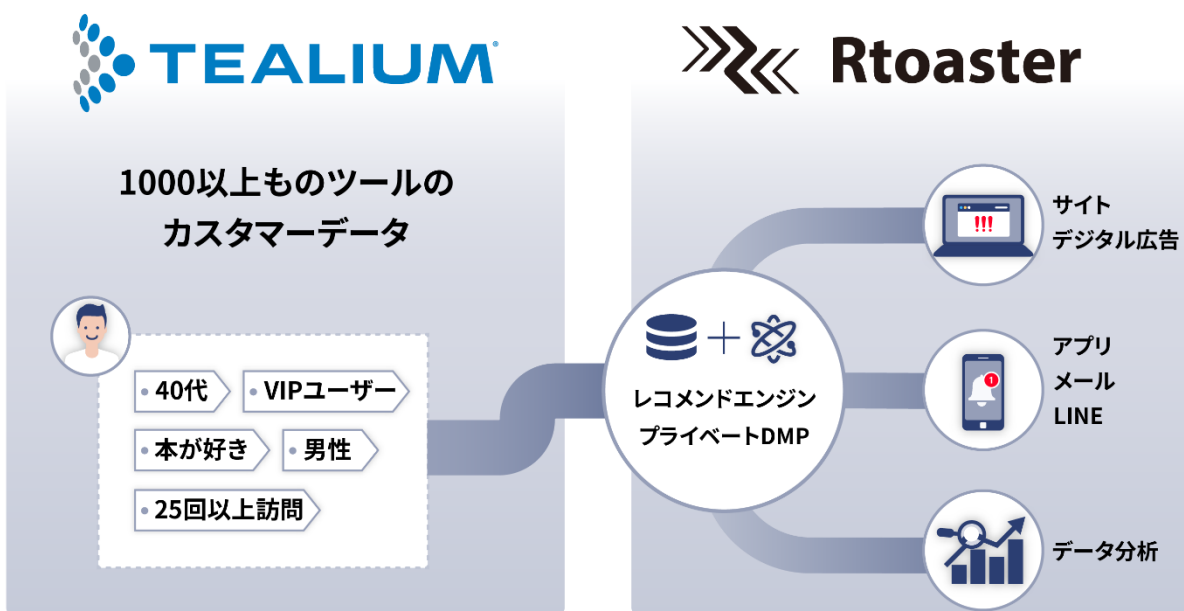 TEALIUM
Rtoaster
1000以上ものツールの
カスタマーデータ
40代
VIPユーザー
本が好き
男性
25回以上訪問
レコメンドエンジン
プライベートDMP
!!!
サイト
デジタル広告
1
アプリ
メール
LINE
データ分析